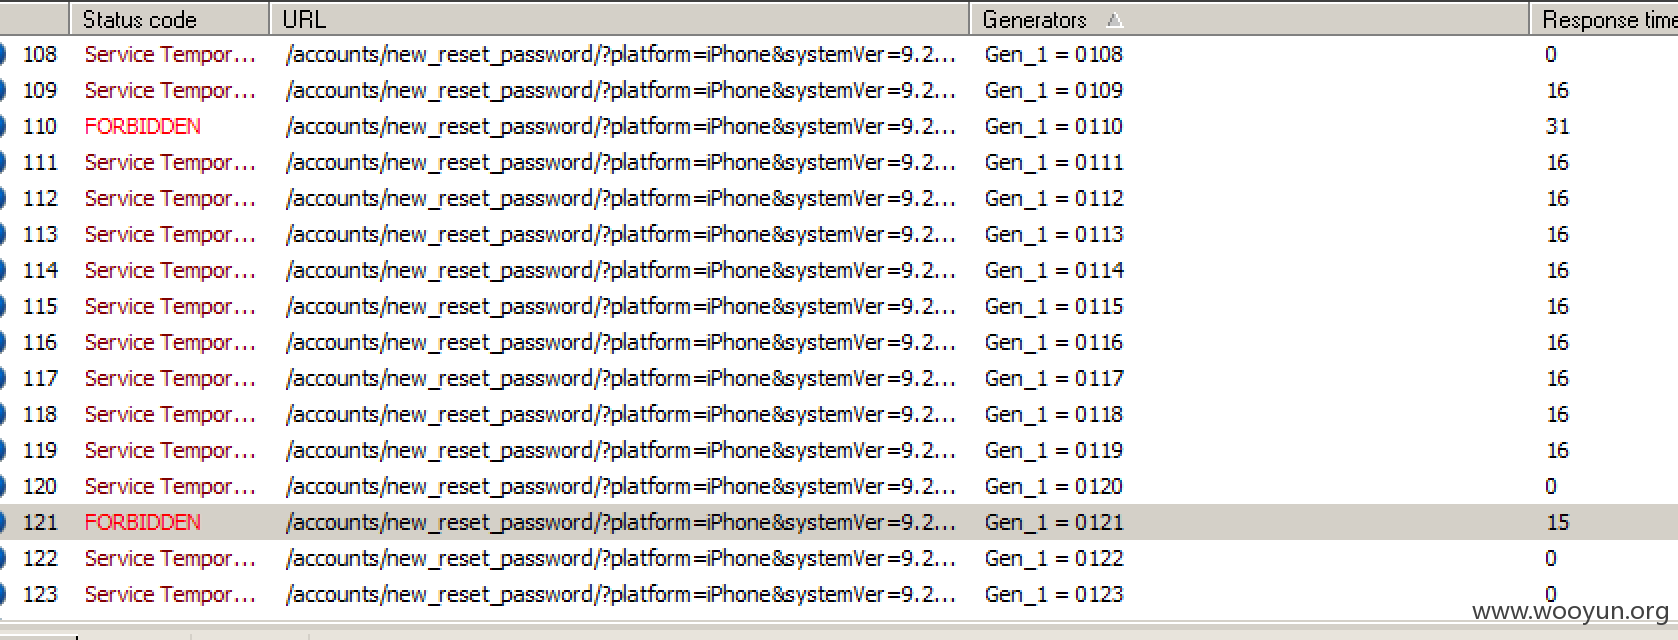 Status code URL Generators Response time
108 Service Tempor... /accounts/new_reset_password/?platform=iPhone&systemVer=9.2... Gen_1 = 0108 0
109 Service Tempor... /accounts/new_reset_password/?platform=iPhone&systemVer=9.2... Gen_1 = 0109 16
110 FORBIDDEN /accounts/new_reset_password/?platform=iPhone&systemVer=9.2... Gen_1 = 0110 31
111 Service Tempor... /accounts/new_reset_password/?platform=iPhone&systemVer=9.2... Gen_1 = 0111 16
112 Service Tempor... /accounts/new_reset_password/?platform=iPhone&systemVer=9.2... Gen_1 = 0112 16
113 Service Tempor... /accounts/new_reset_password/?platform=iPhone&systemVer=9.2... Gen_1 = 0113 16
114 Service Tempor... /accounts/new_reset_password/?platform=iPhone&systemVer=9.2... Gen_1 = 0114 16
115 Service Tempor... /accounts/new_reset_password/?platform=iPhone&systemVer=9.2... Gen_1 = 0115 16
116 Service Tempor... /accounts/new_reset_password/?platform=iPhone&systemVer=9.2... Gen_1 = 0116 16
117 Service Tempor... /accounts/new_reset_password/?platform=iPhone&systemVer=9.2... Gen_1 = 0117 16
118 Service Tempor... /accounts/new_reset_password/?platform=iPhone&systemVer=9.2... Gen_1 = 0118 16
119 Service Tempor... /accounts/new_reset_password/?platform=iPhone&systemVer=9.2... Gen_1 = 0119 16
120 Service Tempor... /accounts/new_reset_password/?platform=iPhone&systemVer=9.2... Gen_1 = 0120 0
121 FORBIDDEN /accounts/new_reset_password/?platform=iPhone&systemVer=9.2... Gen_1 = 0121 15
122 Service Tempor... /accounts/new_reset_password/?platform=iPhone&systemVer=9.2... Gen_1 = 0122 0
123 Service Tempor... /accounts/new_reset_password/?platform=iPhone&systemVer=9.2... Gen_1 = 0123 0
www.wooyun.org